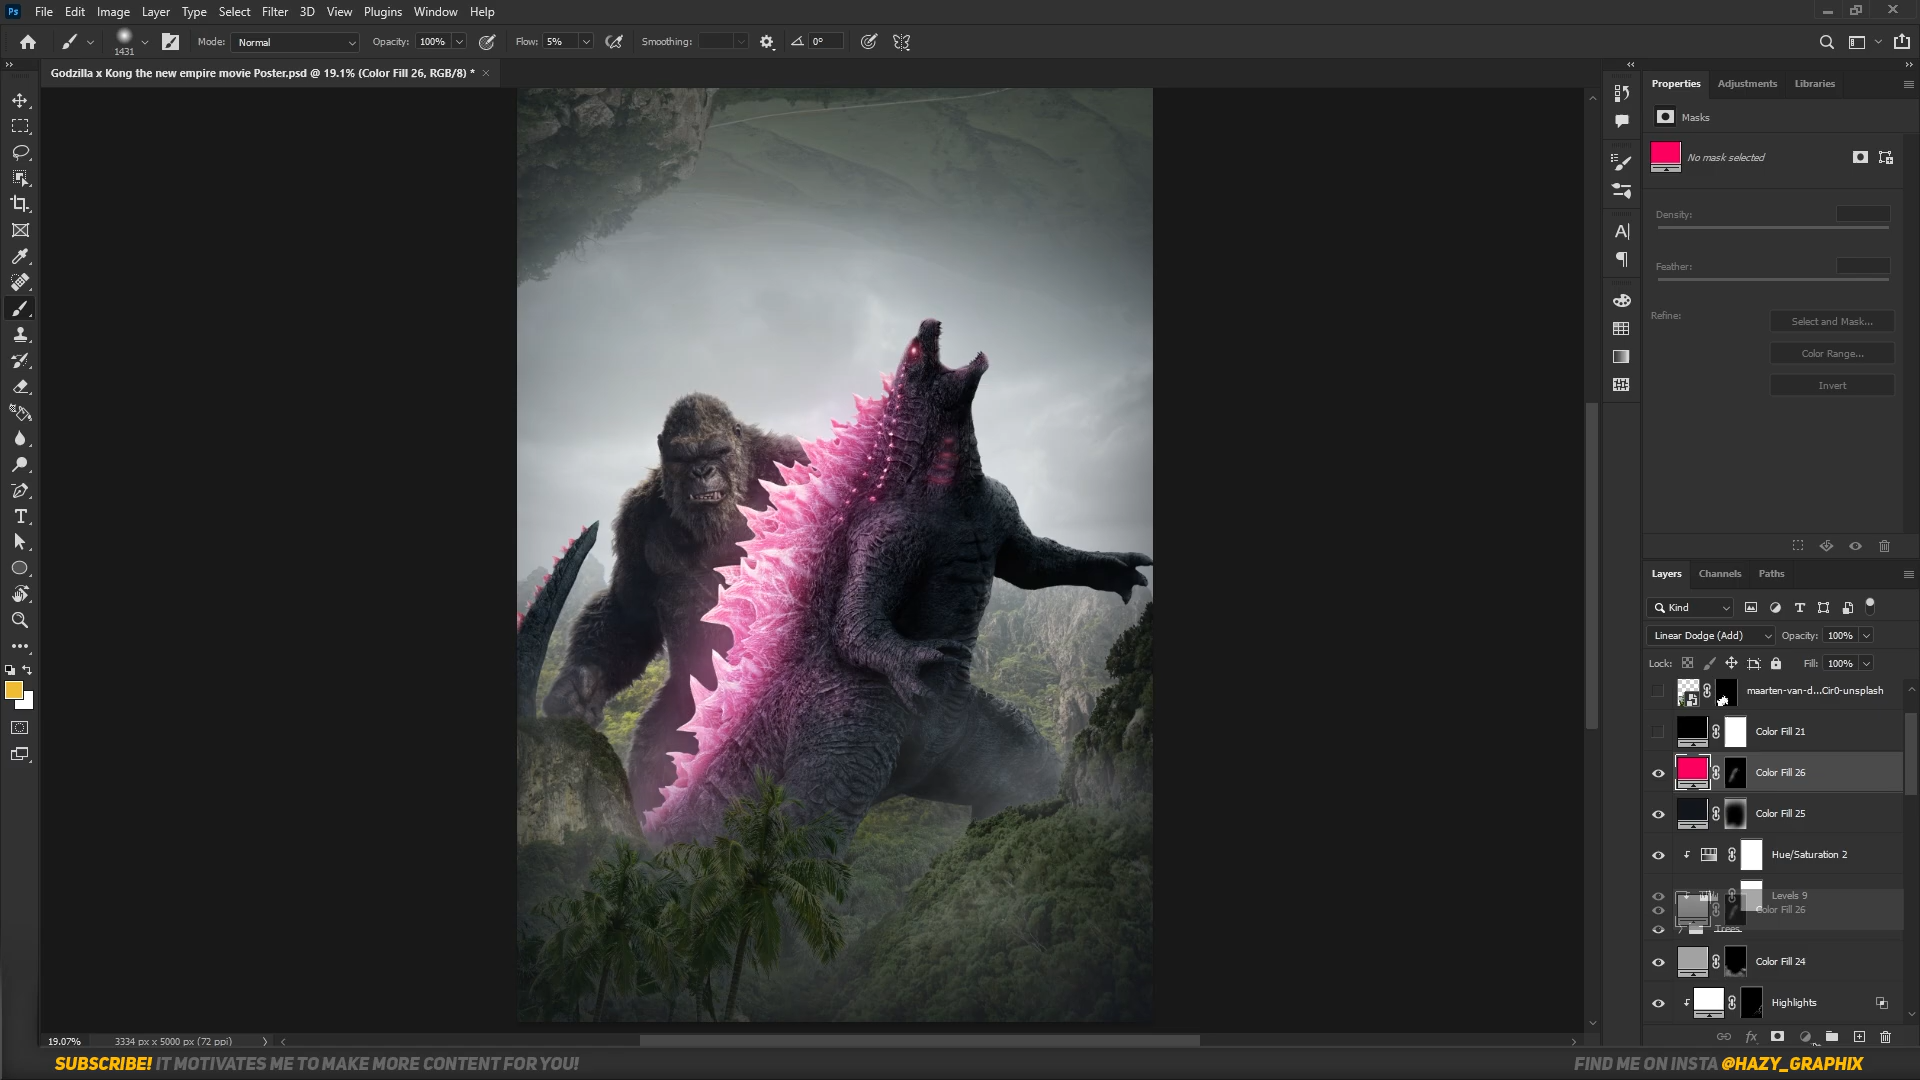 Ps File Edit Image Layer Type Select Filter 3D View Plugins Window Help
1431 Mode: Normal Opacity: 100% Flow: 5% Smoothing: 0°
Godzilla x Kong the new empire movie Poster.psd @ 19.1% (Color Fill 26, RGB/8) *
Properties Adjustments Libraries
Masks
No mask selected
Density:
Feather:
Refine:
Select and Mask...
Color Range...
Invert
Layers Channels Paths
Kind
Linear Dodge (Add) Opacity: 100%
Lock: Fill: 100%
maarten-van-d...Cir0-unsplash
Color Fill 21
Color Fill 26
Color Fill 25
Hue/Saturation 2
Levels 9
Color Fill 26
Trees
Color Fill 24
Highlights
19.07% 3334 px x 5000 px (72 ppi)
SUBSCRIBE! IT MOTIVATES ME TO MAKE MORE CONTENT FOR YOU!
FIND ME ON INSTA @HAZY_GRAPHIX